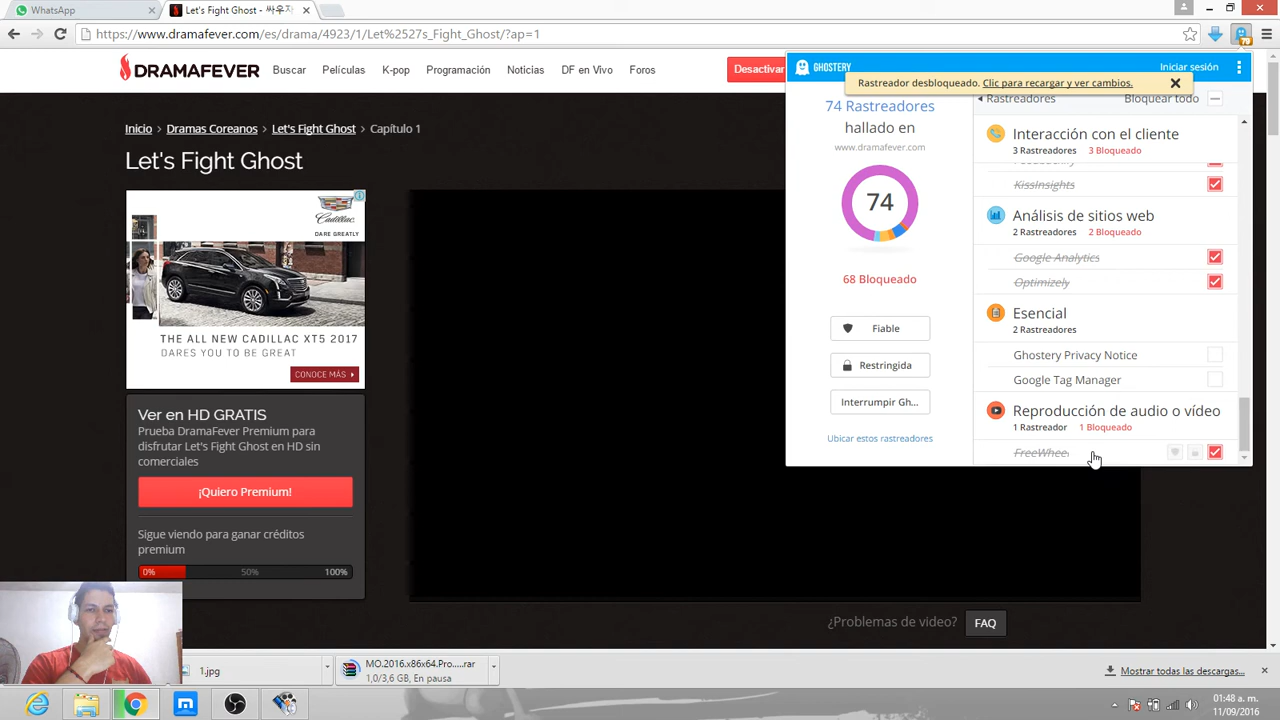 WhatsApp
Let's Fight Ghost - 싸우자
https://www.dramafever.com/es/drama/4923/1/Let%2527s_Fight_Ghost/?ap=1
DRAMAFEVER
Buscar
Películas
K-pop
Programación
Noticias
DF en Vivo
Foros
Desactivar
Inicio > Dramas Coreanos > Let's Fight Ghost > Capítulo 1
Let's Fight Ghost
Cadillac.
DARE GREATLY
THE ALL NEW CADILLAC XT5 2017
DARES YOU TO BE GREAT
CONOCE MÁS
Ver en HD GRATIS
Prueba DramaFever Premium para
disfrutar Let's Fight Ghost en HD sin
comerciales
¡Quiero Premium!
Sigue viendo para ganar créditos
premium
0% 50% 100%
¿Problemas de video? FAQ
GHOSTERY
Iniciar sesión
Rastreador desbloqueado. Clic para recargar y ver cambios.
74 Rastreadores
hallado en
www.dramafever.com
74
68 Bloqueado
Fiable
Restringida
Interrumpir Gh...
Ubicar estos rastreadores
Rastreadores
Bloquear todo
Interacción con el cliente
3 Rastreadores 3 Bloqueado
KissInsights
Análisis de sitios web
2 Rastreadores 2 Bloqueado
Google Analytics
Optimizely
Esencial
2 Rastreadores
Ghostery Privacy Notice
Google Tag Manager
Reproducción de audio o vídeo
1 Rastreador 1 Bloqueado
FreeWheel
1.jpg
MO.2016.x86x64.Pro....rar
1,0/3,6 GB, En pausa
Mostrar todas las descargas...
01:48 a.m.
11/09/2016